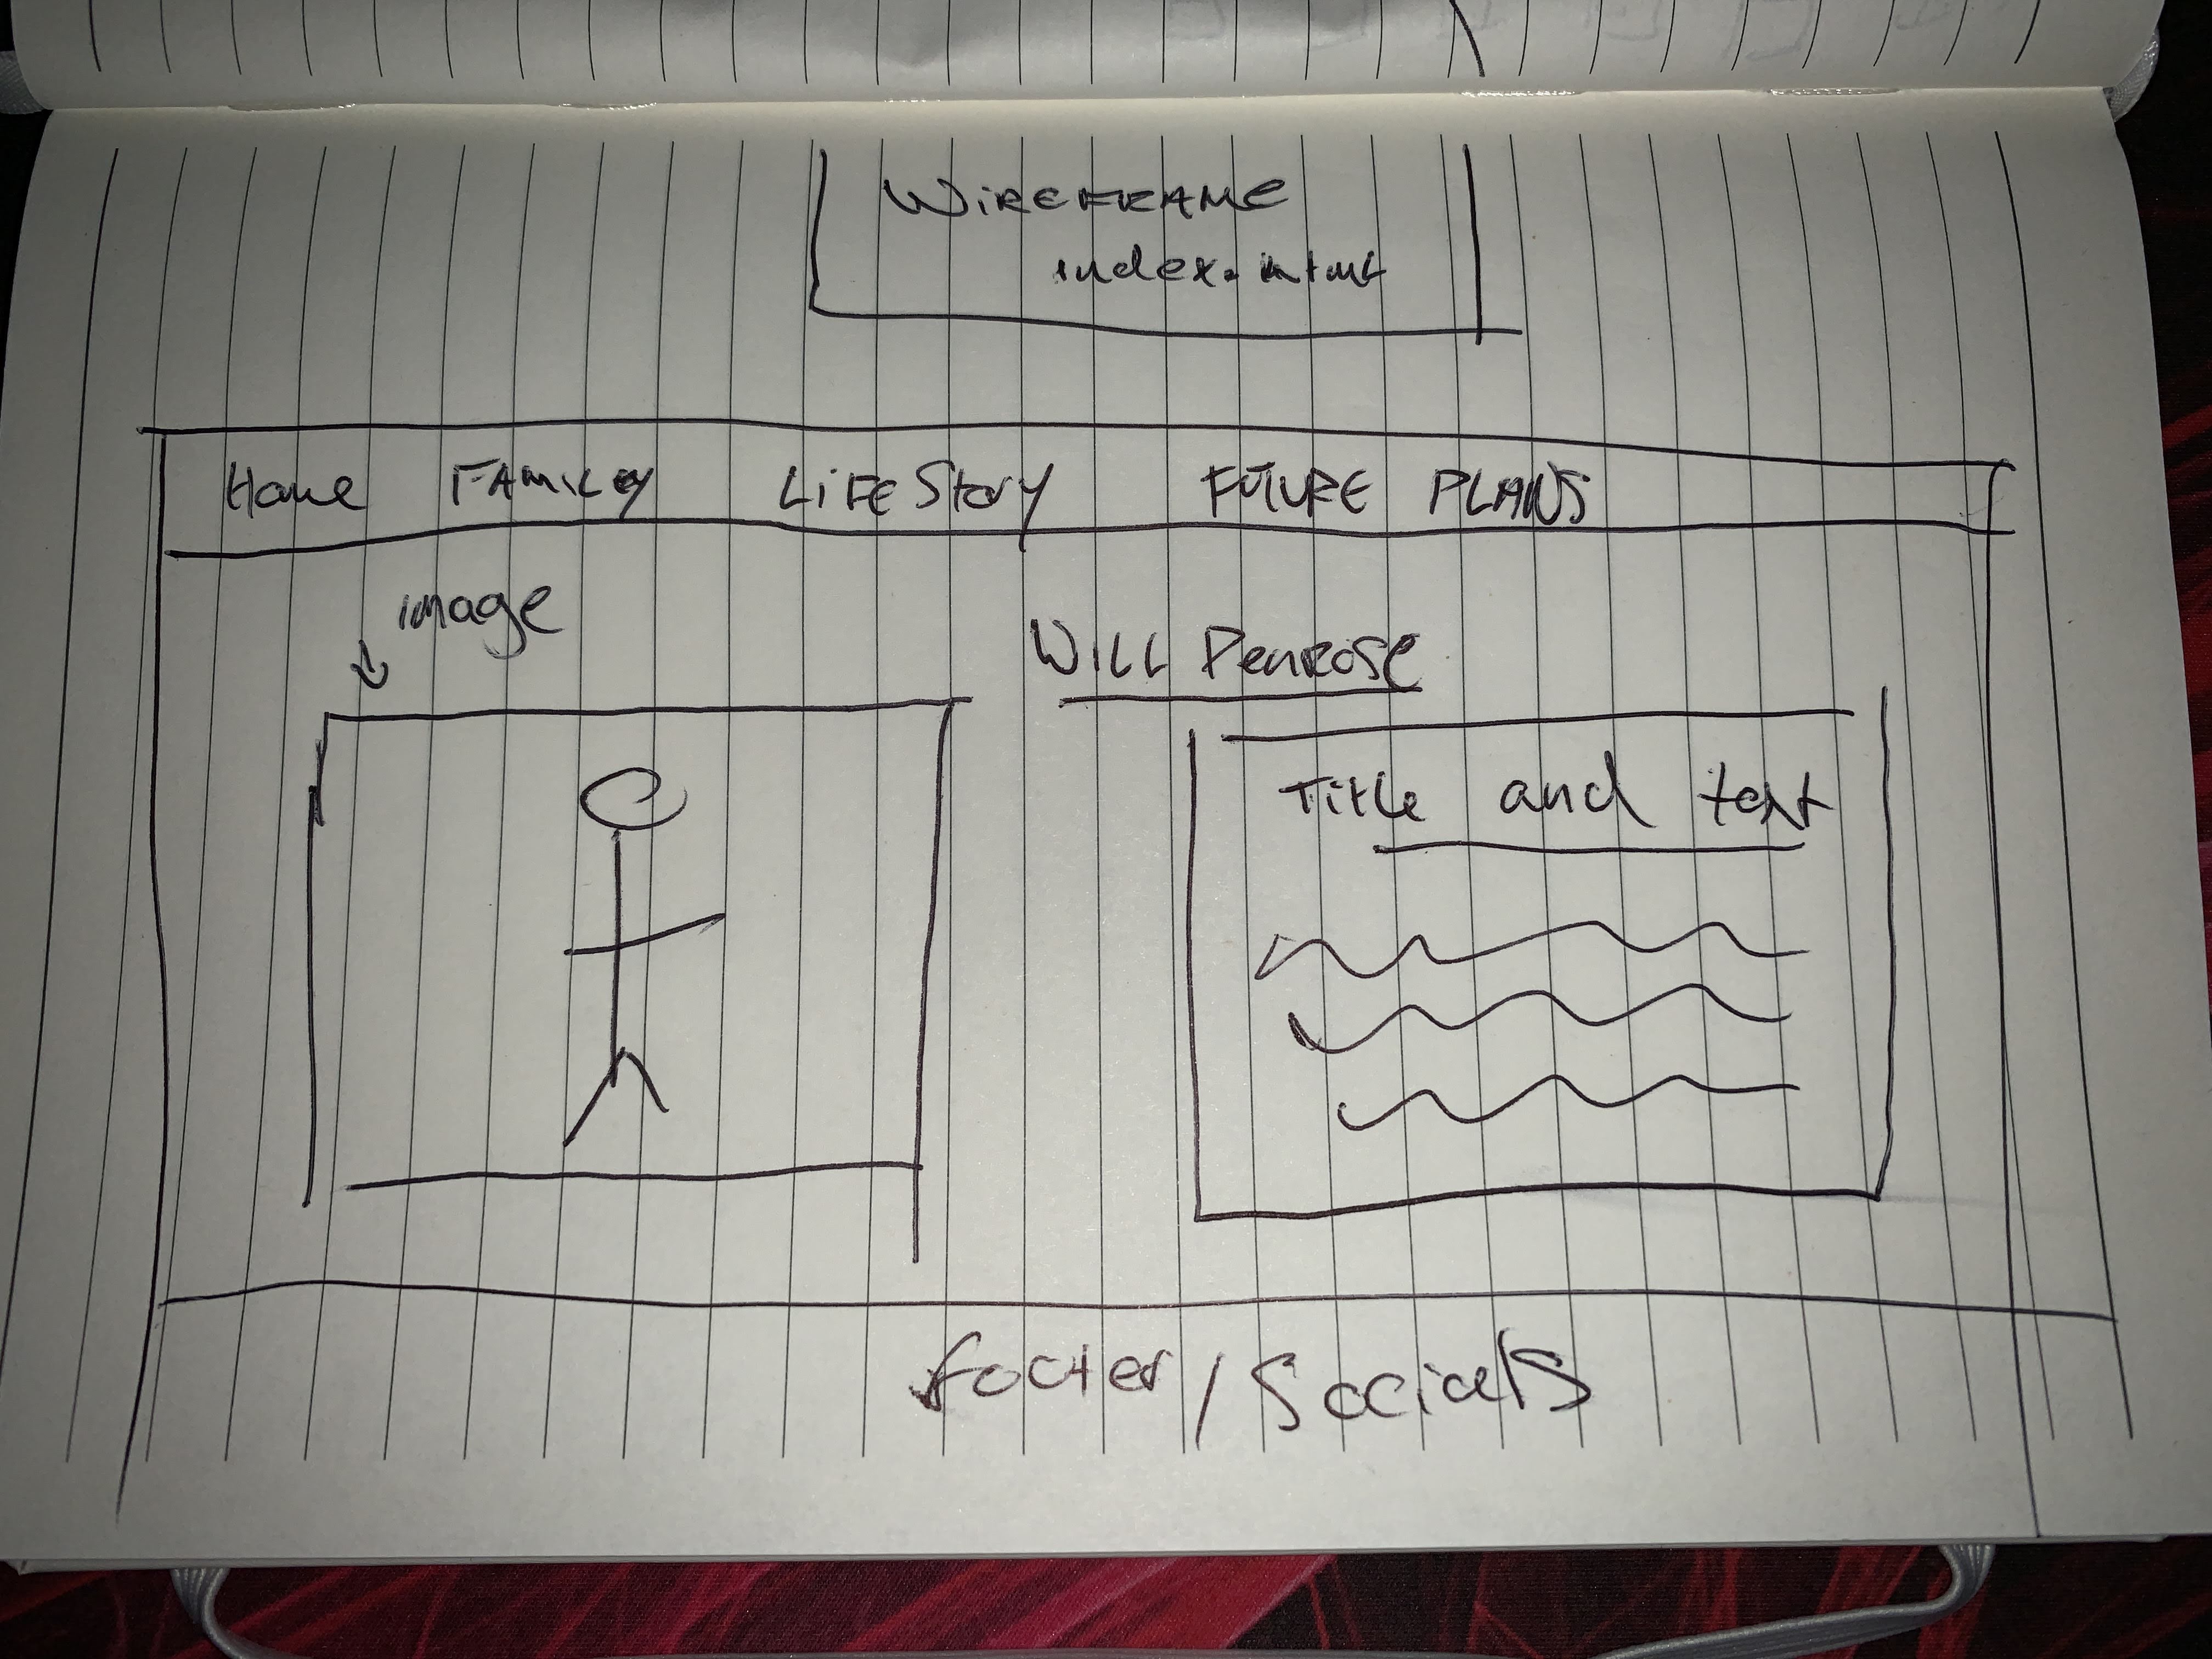 WIREFRAME
index.html
Home FAMILY LiFE Story FUTURE PLANS
image
WILL Penrose
Title and text
footer / Socials